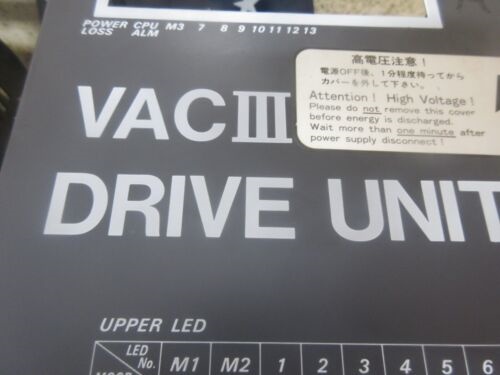 POWER CPU M3 7 8 9 10 11 12 13
LOSS ALM
高電圧注意！
電源OFF後、1分程度待ってから
カバーを外して下さい。
Attention! High Voltage!
Please do not remove this cover
before energy is discharged.
Wait more than one minute after
power supply disconnect!
VACIII
DRIVE UNIT
UPPER LED
LED No. M1 M2 1 2 3 4 5 6